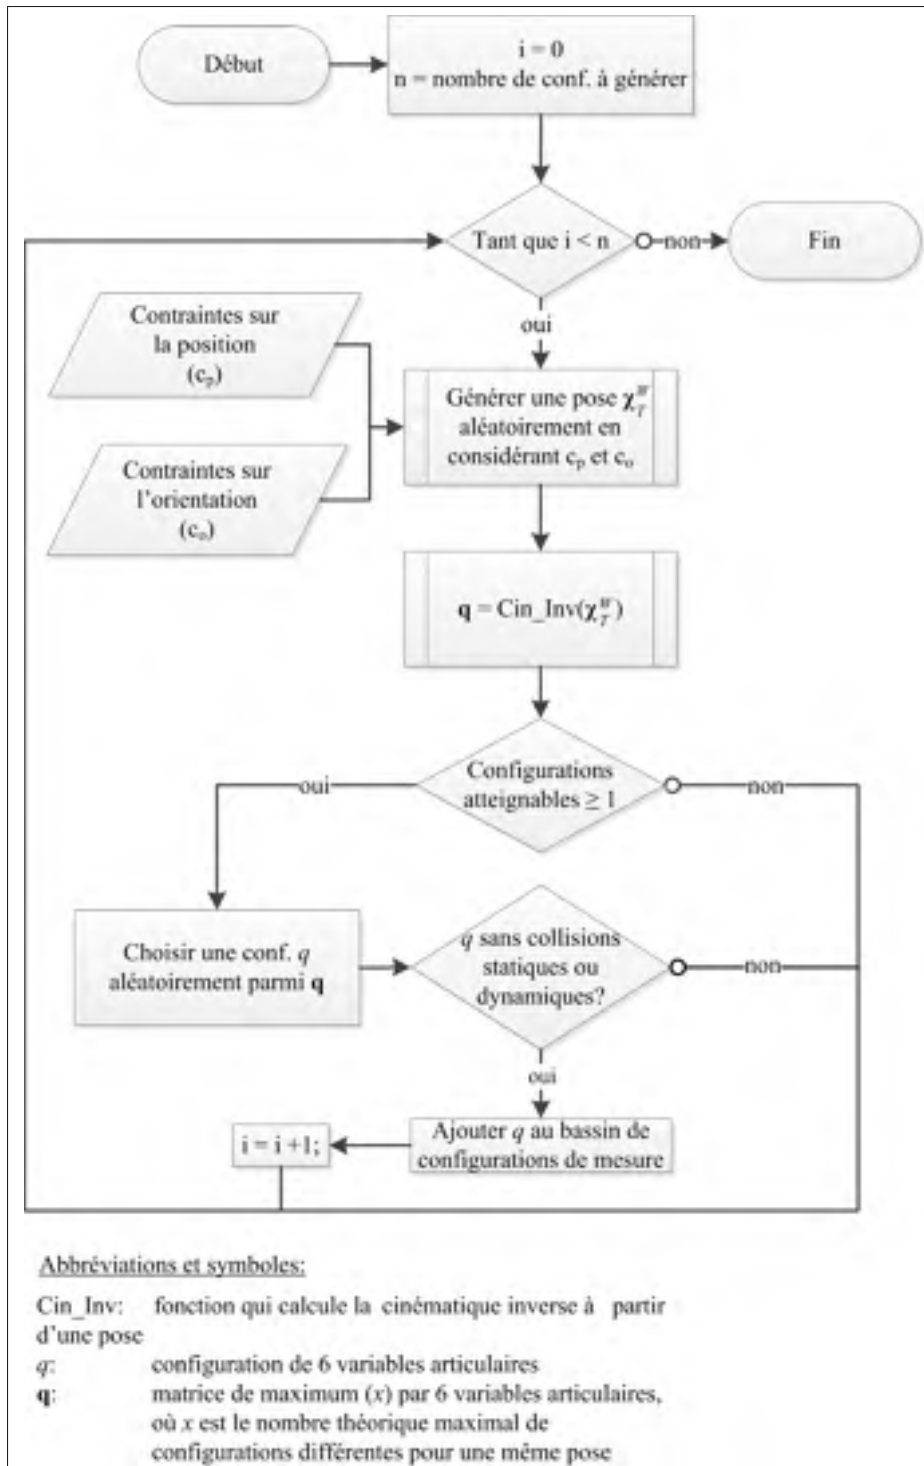 Début
i = 0
n = nombre de conf. à générer
Tant que i < n
non
Fin
oui
Contraintes sur
la position
(cₚ)
Contraintes sur
l'orientation
(cₒ)
Générer une pose χ_T^W
aléatoirement en
considérant cₚ et cₒ
q = Cin_Inv(χ_T^W)
Configurations
atteignables ≥ 1
oui
non
Choisir une conf. q
aléatoirement parmi q
q sans collisions
statiques ou
dynamiques?
non
oui
Ajouter q au bassin de
configurations de mesure
i = i +1;
Abbréviations et symboles:
Cin_Inv: fonction qui calcule la cinématique inverse à partir
d'une pose
q: configuration de 6 variables articulaires
q: matrice de maximum (x) par 6 variables articulaires,
où x est le nombre théorique maximal de
configurations différentes pour une même pose